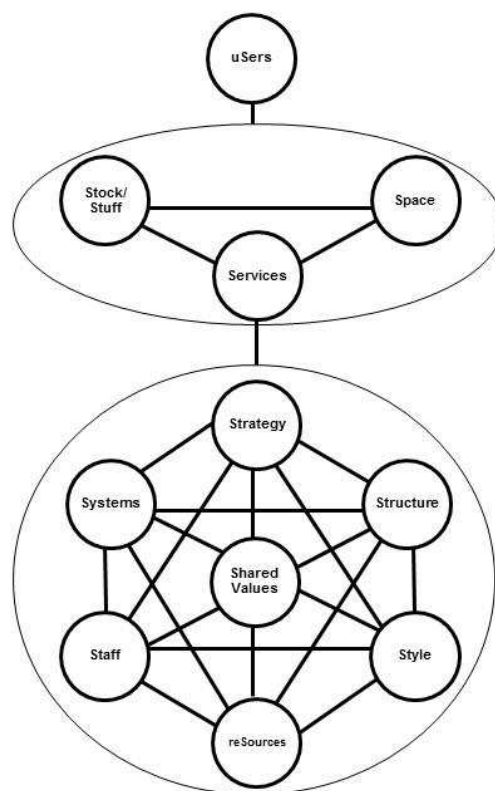 uSers
Stock/
Stuff
Space
Services
Strategy
Systems
Structure
Shared
Values
Staff
Style
reSources